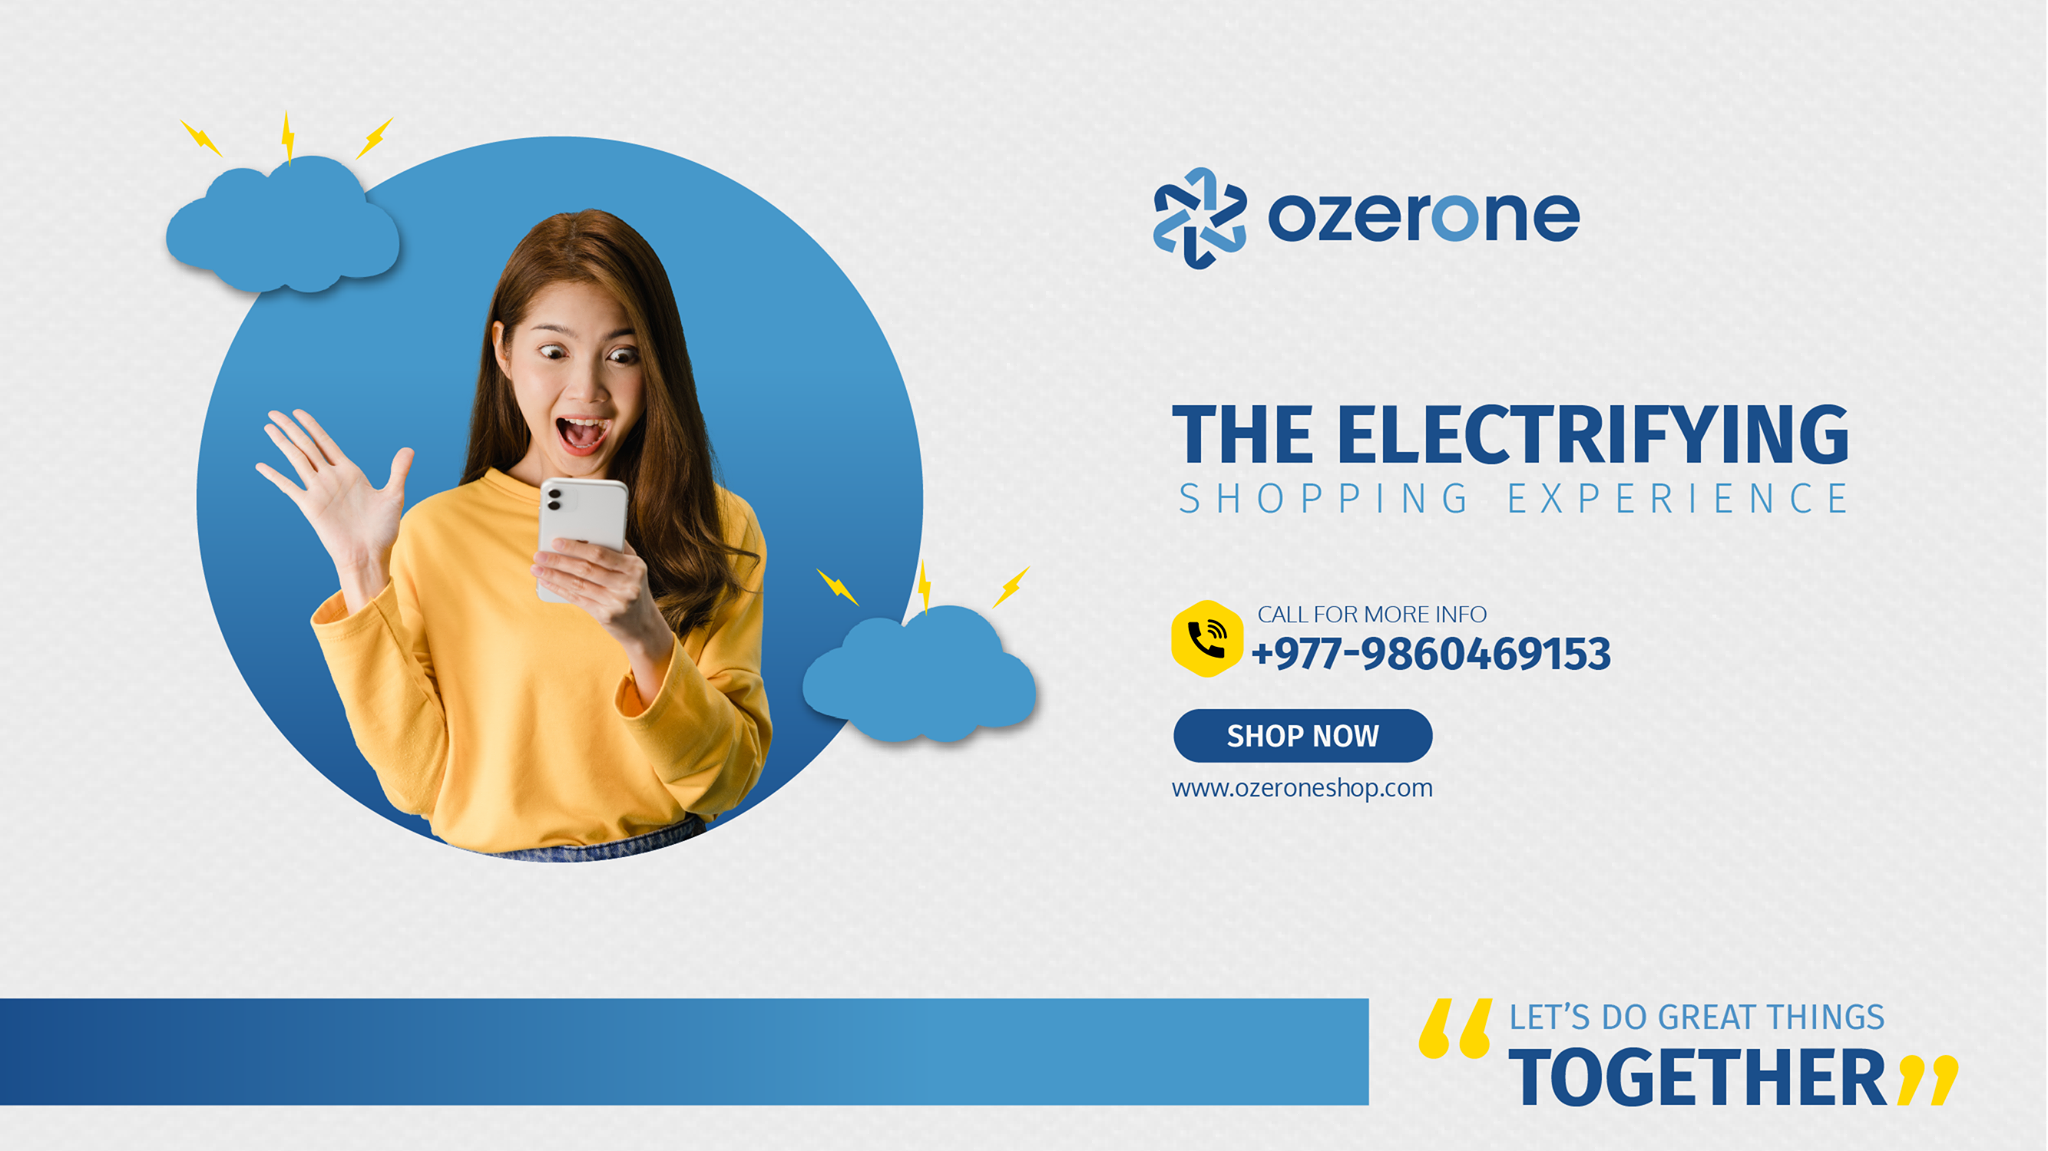 ozerone
THE ELECTRIFYING
SHOPPING EXPERIENCE
CALL FOR MORE INFO
+977-9860469153
SHOP NOW
www.ozeroneshop.com
“LET’S DO GREAT THINGS
TOGETHER”